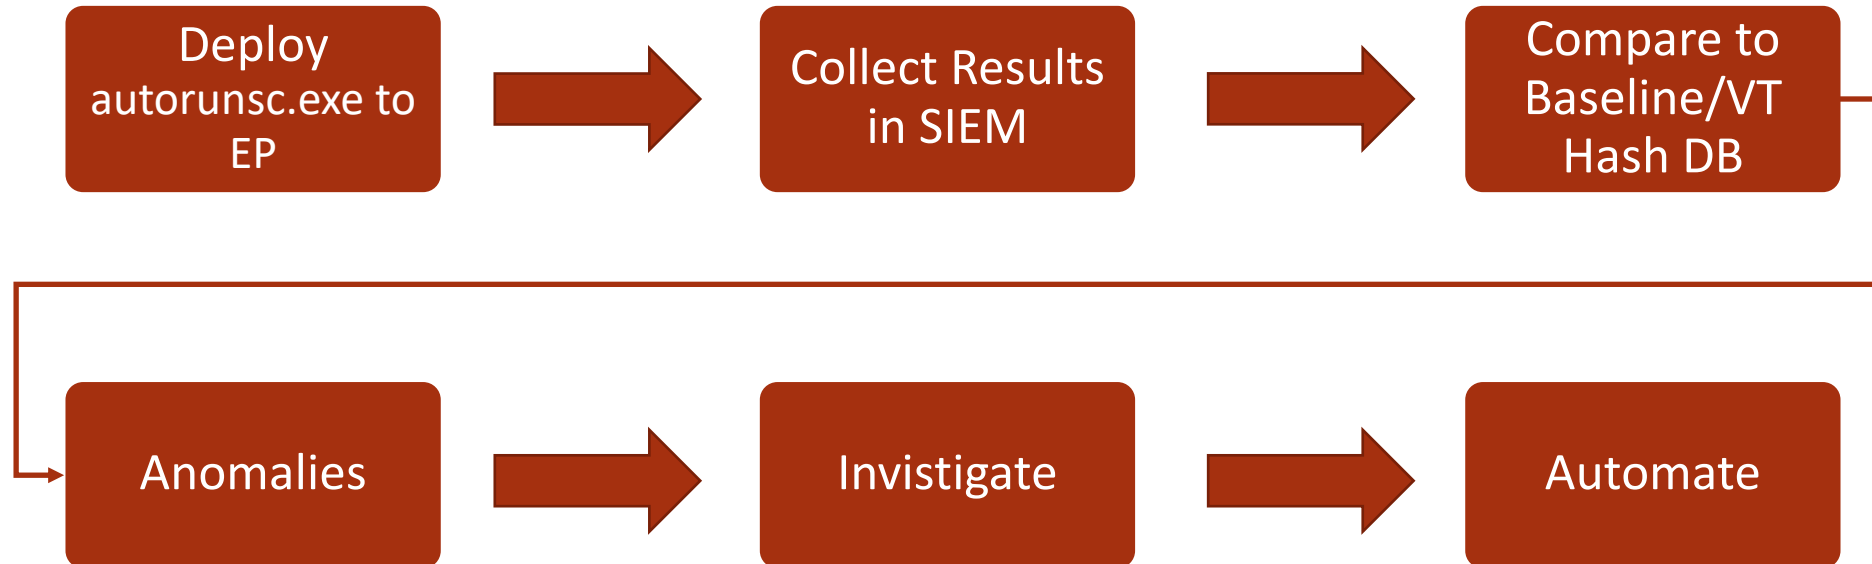 Deploy
autorunsc.exe to
EP
Collect Results
in SIEM
Compare to
Baseline/VT
Hash DB
Anomalies
Invistigate
Automate